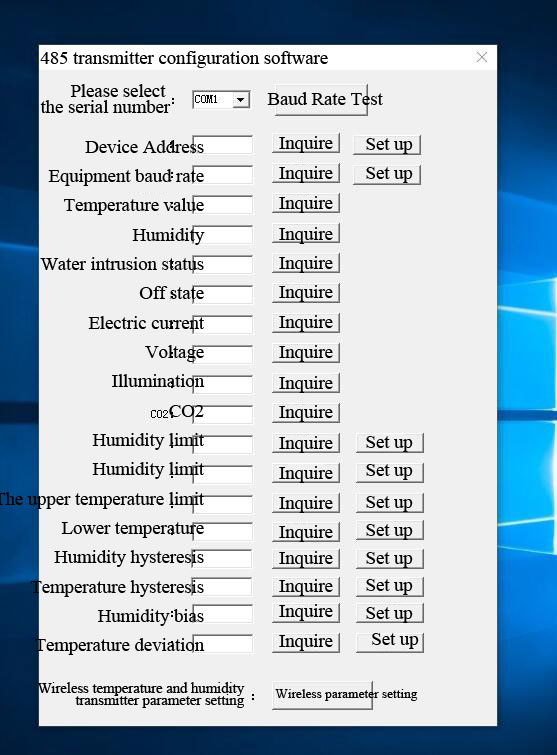 485 transmitter configuration software
Please select
the serial number:
COM1
Baud Rate Test
Device Address Inquire Set up
Equipment baud rate Inquire Set up
Temperature value Inquire
Humidity Inquire
Water intrusion status Inquire
Off state Inquire
Electric current Inquire
Voltage Inquire
Illumination Inquire
CO2 CO2 Inquire
Humidity limit Inquire Set up
Humidity limit Inquire Set up
The upper temperature limit Inquire Set up
Lower temperature Inquire Set up
Humidity hysteresis Inquire Set up
Temperature hysteresis Inquire Set up
Humidity bias Inquire Set up
Temperature deviation Inquire Set up
Wireless temperature and humidity
transmitter parameter setting :
Wireless parameter setting